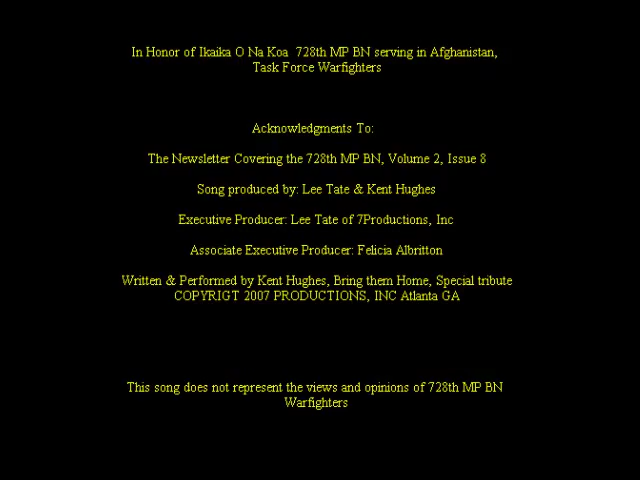 In Honor of Ikaika O Na Koa  728th MP BN serving in Afghanistan,
Task Force Warfighters
Acknowledgments To:
The Newsletter Covering the 728th MP BN, Volume 2, Issue 8
Song produced by: Lee Tate & Kent Hughes
Executive Producer: Lee Tate of 7Productions, Inc
Associate Executive Producer: Felicia Albritton
Written & Performed by Kent Hughes, Bring them Home, Special tribute
COPYRIGT 2007 PRODUCTIONS, INC Atlanta GA
This song does not represent the views and opinions of 728th MP BN
Warfighters